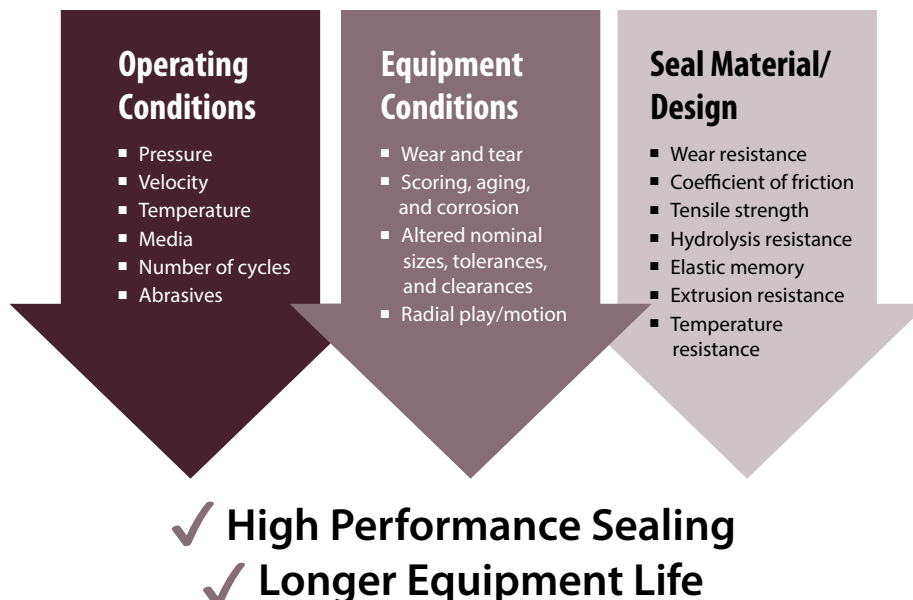 Operating
Conditions
▪ Pressure
▪ Velocity
▪ Temperature
▪ Media
▪ Number of cycles
▪ Abrasives
Equipment
Conditions
▪ Wear and tear
▪ Scoring, aging,
and corrosion
▪ Altered nominal
sizes, tolerances,
and clearances
▪ Radial play/motion
Seal Material/
Design
▪ Wear resistance
▪ Coefficient of friction
▪ Tensile strength
▪ Hydrolysis resistance
▪ Elastic memory
▪ Extrusion resistance
▪ Temperature
resistance
✓ High Performance Sealing
✓ Longer Equipment Life